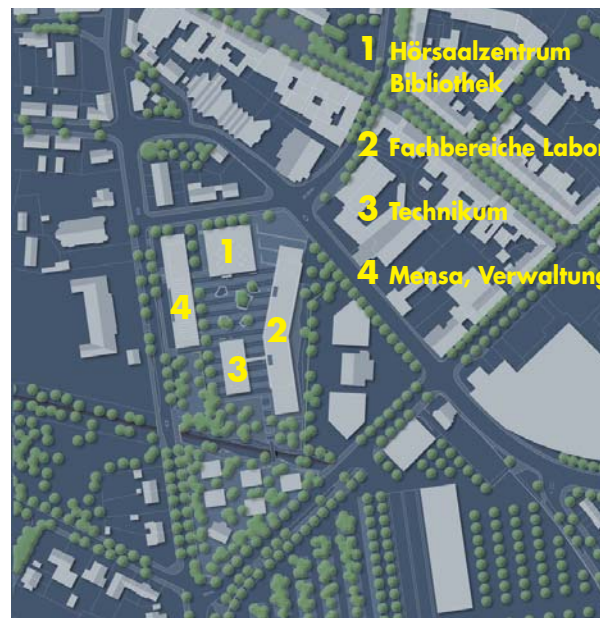 1 Hörsaalzentrum
Bibliothek
2 Fachbereiche Labor
3 Technikum
4 Mensa, Verwaltung
1
4
2
3